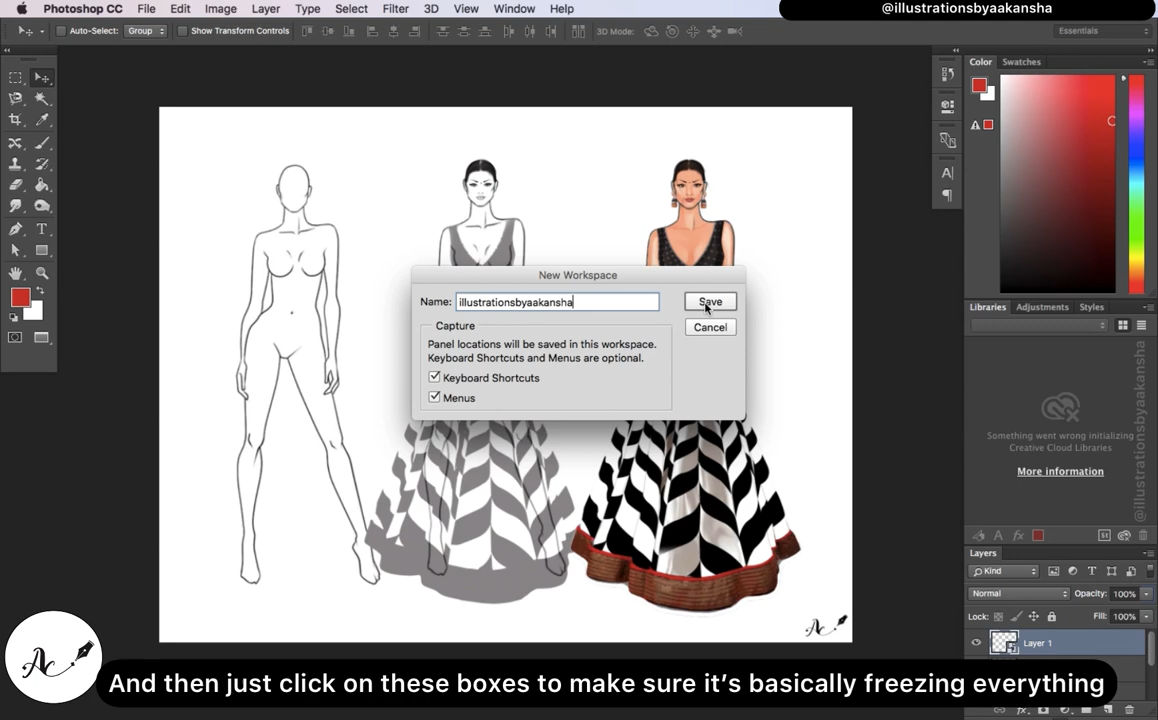 Photoshop CC File Edit Image Layer Type Select Filter 3D View Window Help
@illustrationsbyaakansha
Auto-Select: Group Show Transform Controls 3D Mode: Essentials
Color Swatches
New Workspace
Name: illustrationsbyaakansha Save
Capture Cancel
Panel locations will be saved in this workspace.
Keyboard Shortcuts and Menus are optional.
Keyboard Shortcuts
Menus
Libraries Adjustments Styles
Something went wrong initializing
Creative Cloud Libraries
More information
@illustrationsbyaakansha
Layers
Kind
Normal Opacity: 100%
Lock: Fill: 100%
Layer 1
Ac
And then just click on these boxes to make sure it's basically freezing everything